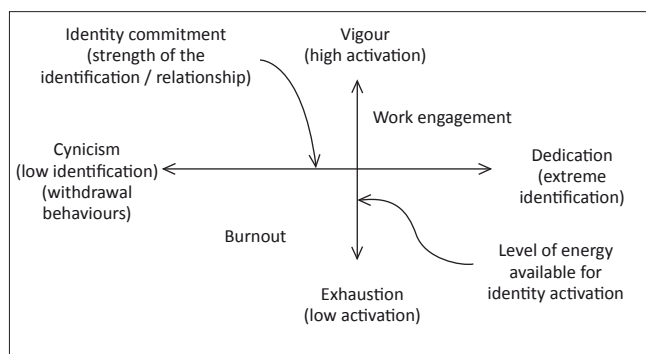 Identity commitment
(strength of the
identification / relationship)
Vigour
(high activation)
Work engagement
Cynicism
(low identification)
(withdrawal
behaviours)
Dedication
(extreme
identification)
Burnout
Level of energy
available for
identity activation
Exhaustion
(low activation)